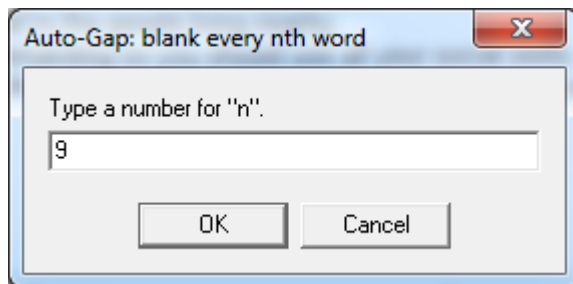 Auto-Gap: blank every nth word
Type a number for "n".
9
OK
Cancel